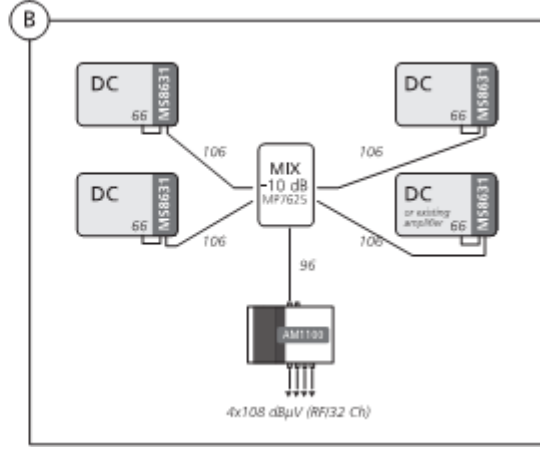 B
DC
66
MS8631
DC
66
MS8631
106
106
MIX
-10 dB
MP7625
DC
66
MS8631
DC
or existing
amplifier
66
MS8631
106
106
96
AM1100
4x108 dBµV (RF/32 Ch)